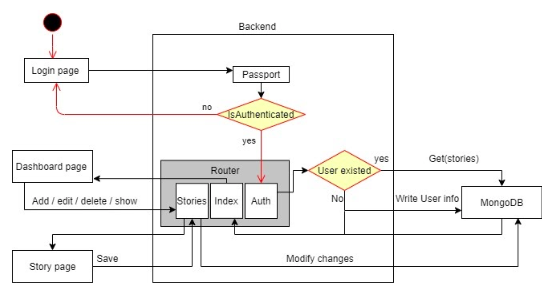 Backend
Login page
Passport
no
IsAuthenticated
yes
Router
Dashboard page
User existed
yes
Get(stories)
Add / edit / delete / show
Stories
Index
Auth
No
Write User info
MongoDB
Story page
Save
Modify changes